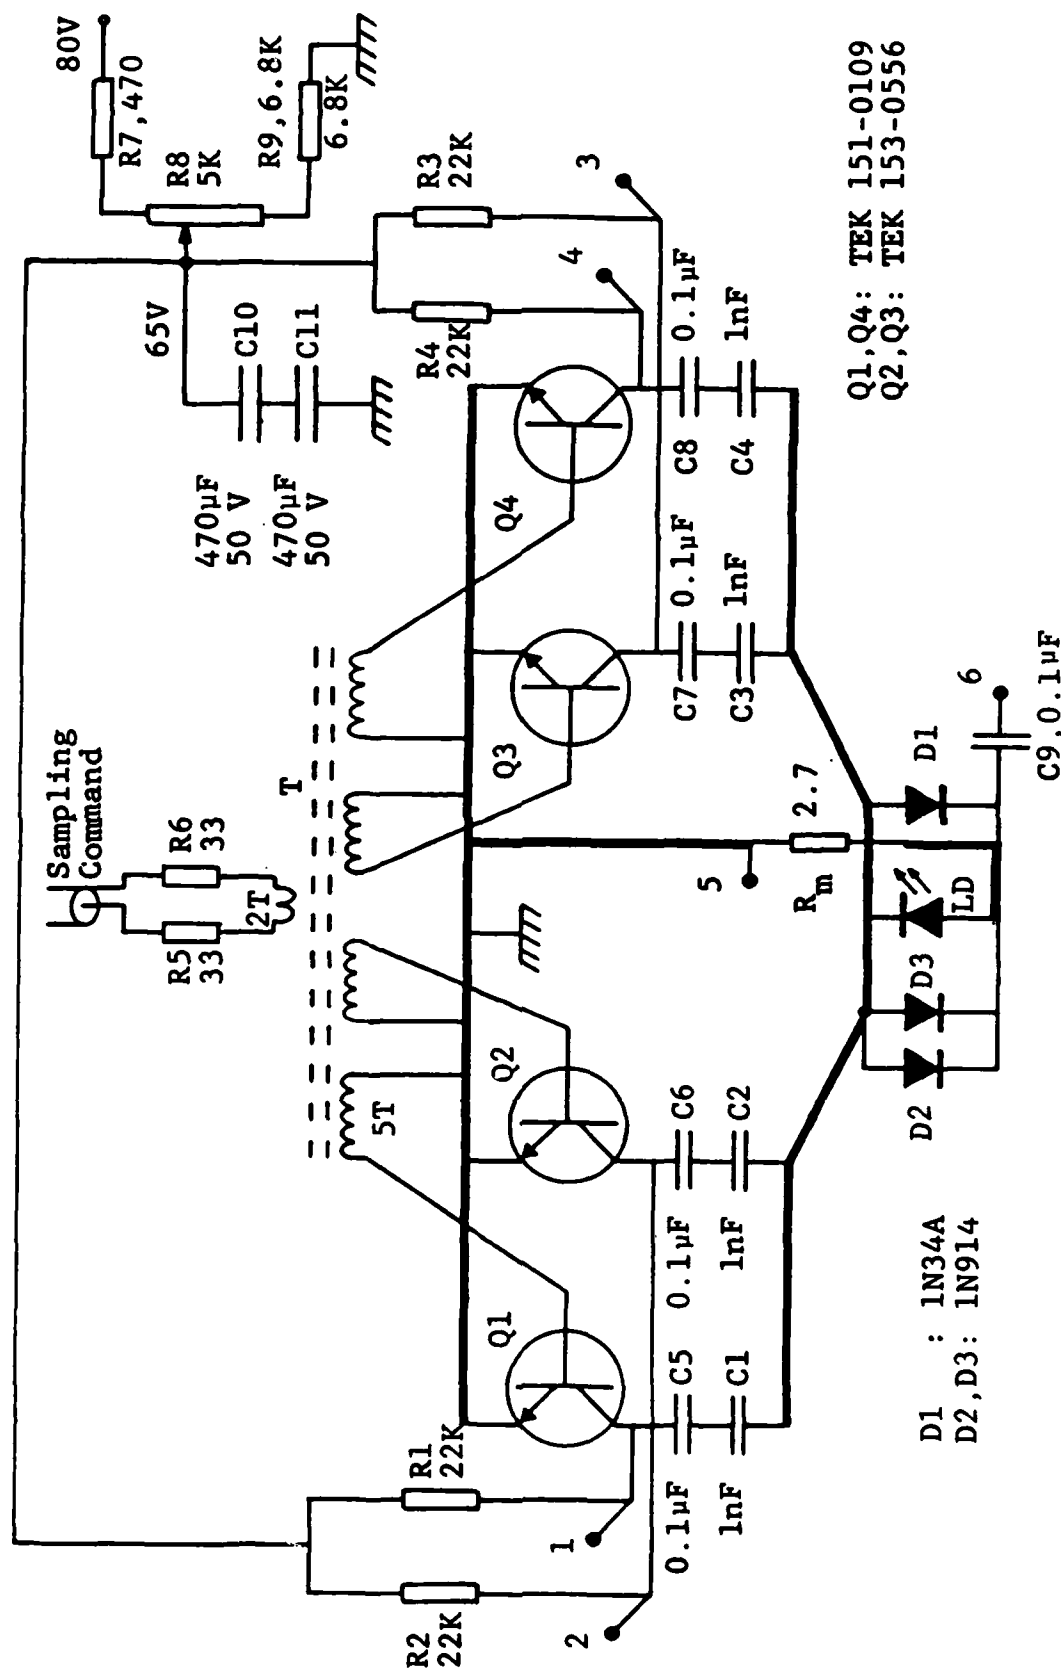 Sampling
Command
R5
33
R6
33
2T
T
5T
80V
R7,470
R8
5K
R9,6.8K
6.8K
65V
C10
C11
470µF
50 V
470µF
50 V
R2
22K
R1
22K
R4
22K
R3
22K
1
2
3
4
Q1
Q2
Q3
Q4
0.1µF
C5
1nF
C1
0.1µF
C6
1nF
C2
C7
0.1µF
C3
1nF
C8
0.1µF
C4
1nF
5
Rm
2.7
D2
D3
LD
D1
6
C9.0.1µF
D1 : 1N34A
D2,D3: 1N914
Q1,Q4: TEK 151-0109
Q2,Q3: TEK 153-0556